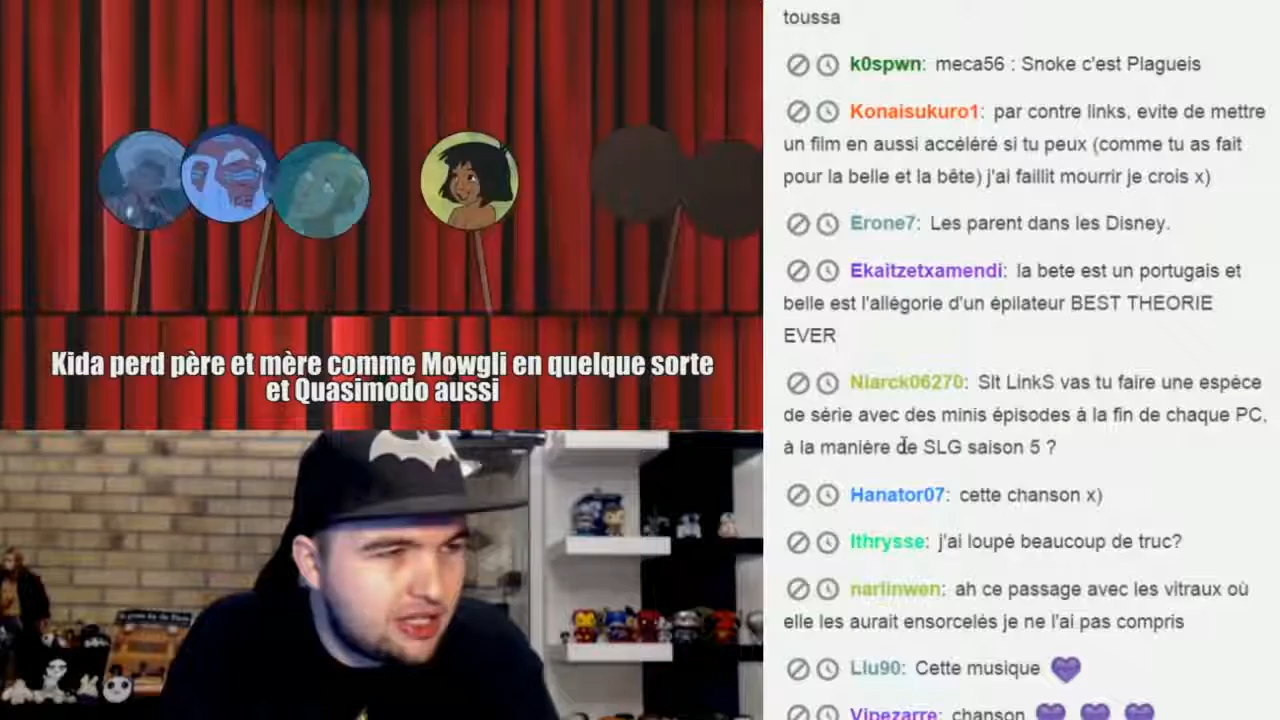 Kida perd père et mère comme Mowgli en quelque sorte
et Quasimodo aussi
toussa
k0spwn: meca56 : Snoke c'est Plagueis
Konaisukuro1: par contre links, evite de mettre
un film en aussi accéléré si tu peux (comme tu as fait
pour la belle et la bête) j'ai faillit mourrir je crois x)
Erone7: Les parent dans les Disney.
Ekaitzetxamendi: la bete est un portugais et
belle est l'allégorie d'un épilateur BEST THEORIE
EVER
Niarck06270: Slt LinkS vas tu faire une espèce
de série avec des minis épisodes à la fin de chaque PC,
à la manière de SLG saison 5 ?
Hanator07: cette chanson x)
Ithrysse: j'ai loupé beaucoup de truc?
narlinwen: ah ce passage avec les vitraux où
elle les aurait ensorcelés je ne l'ai pas compris
Llu90: Cette musique
Vipezarre: chanson